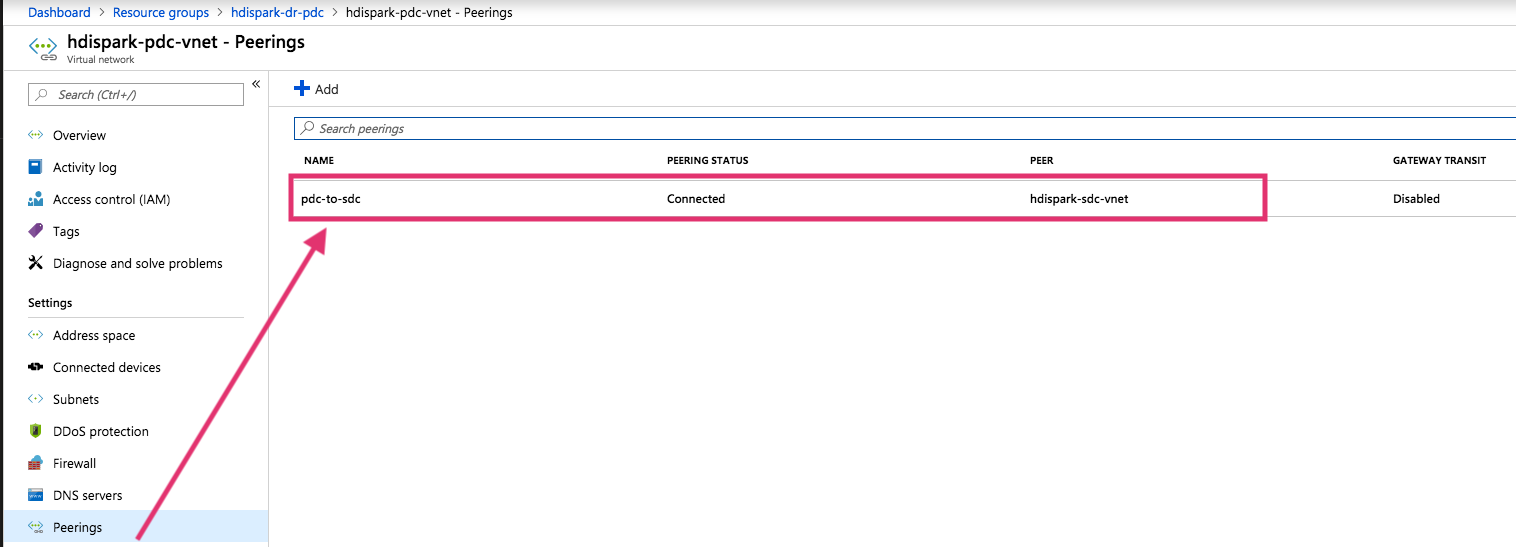 Dashboard > Resource groups > hdispark-dr-pdc > hdispark-pdc-vnet - Peerings
hdispark-pdc-vnet - Peerings
Virtual network
Search (Ctrl+/)
«
Overview
Activity log
Access control (IAM)
Tags
Diagnose and solve problems
Settings
Address space
Connected devices
Subnets
DDoS protection
Firewall
DNS servers
Peerings
Add
Search peerings
NAME PEERING STATUS PEER GATEWAY TRANSIT
pdc-to-sdc Connected hdispark-sdc-vnet Disabled